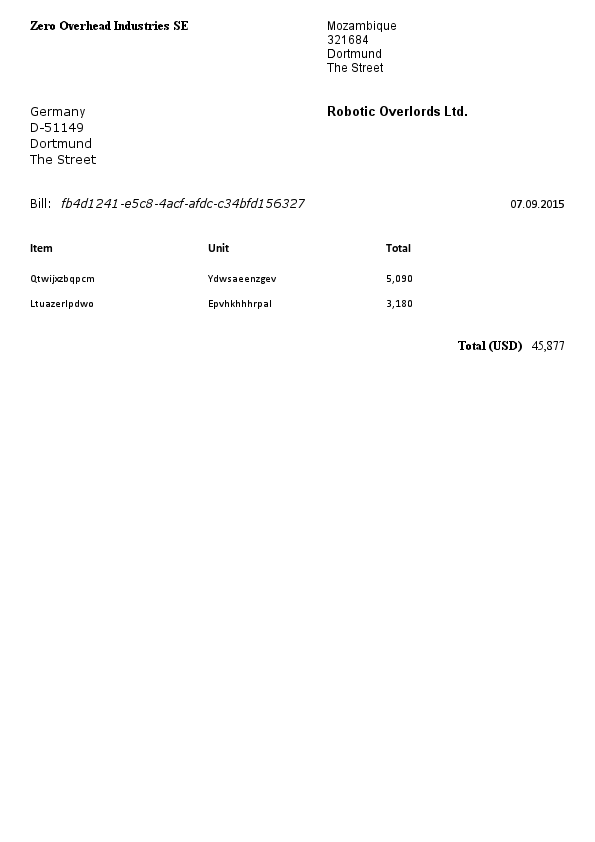 Zero Overhead Industries SE
Mozambique
321684
Dortmund
The Street
Germany
D-51149
Dortmund
The Street
Robotic Overlords Ltd.
Bill: fb4d1241-e5c8-4acf-afdc-c34bfd156327 07.09.2015
Item Unit Total
Qtwijxzbqpcm Ydwsaeenzgev 5,090
Ltuazerlpdwo Epvhkhhhrpal 3,180
Total (USD) 45,877